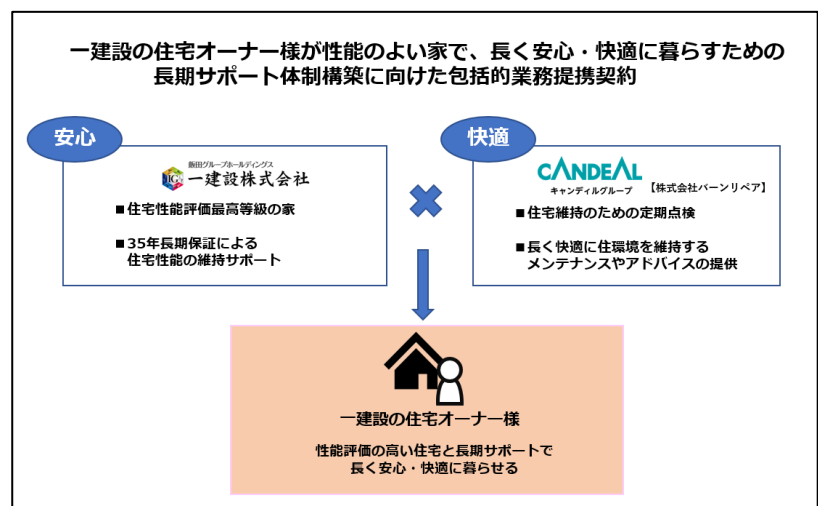 一建設の住宅オーナー様が性能のよい家で、長く安心・快適に暮らすための
長期サポート体制構築に向けた包括的業務提携契約
安心
飯田グループホールディングス
IG
一建設株式会社
■住宅性能評価最高等級の家
■35年長期保証による
住宅性能の維持サポート
快適
CANDEAL
キャンディルグループ 【株式会社バーンリペア】
■住宅維持のための定期点検
■長く快適に住環境を維持する
メンテナンスやアドバイスの提供
一建設の住宅オーナー様
性能評価の高い住宅と長期サポートで
長く安心・快適に暮らせる